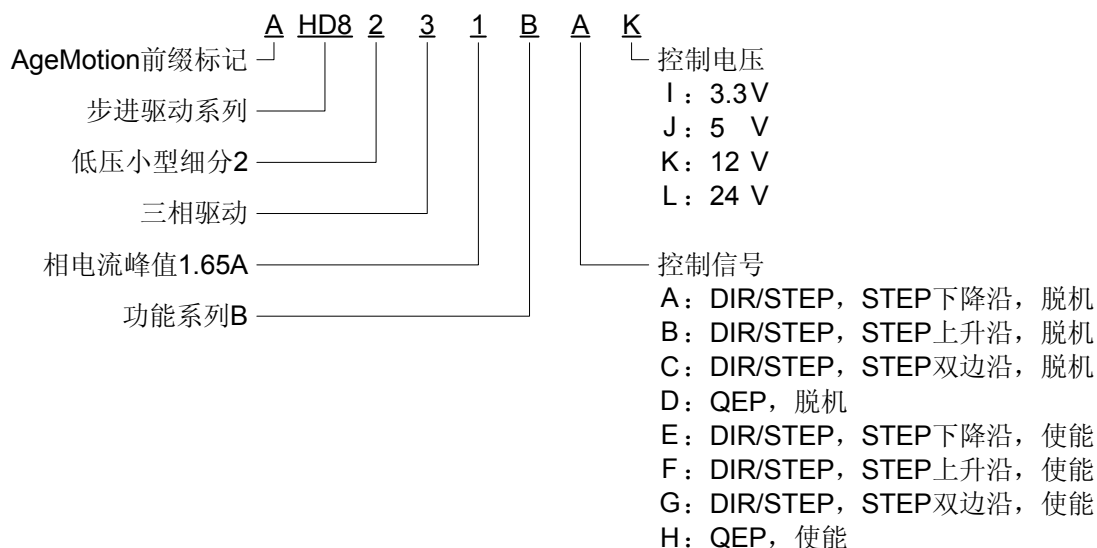 A HD8 2 3 1 B A K
AgeMotion前缀标记
步进驱动系列
低压小型细分2
三相驱动
相电流峰值1.65A
功能系列B
控制电压
I：3.3V
J：5 V
K：12 V
L：24 V
控制信号
A：DIR/STEP，STEP下降沿，脱机
B：DIR/STEP，STEP上升沿，脱机
C：DIR/STEP，STEP双边沿，脱机
D：QEP，脱机
E：DIR/STEP，STEP下降沿，使能
F：DIR/STEP，STEP上升沿，使能
G：DIR/STEP，STEP双边沿，使能
H：QEP，使能